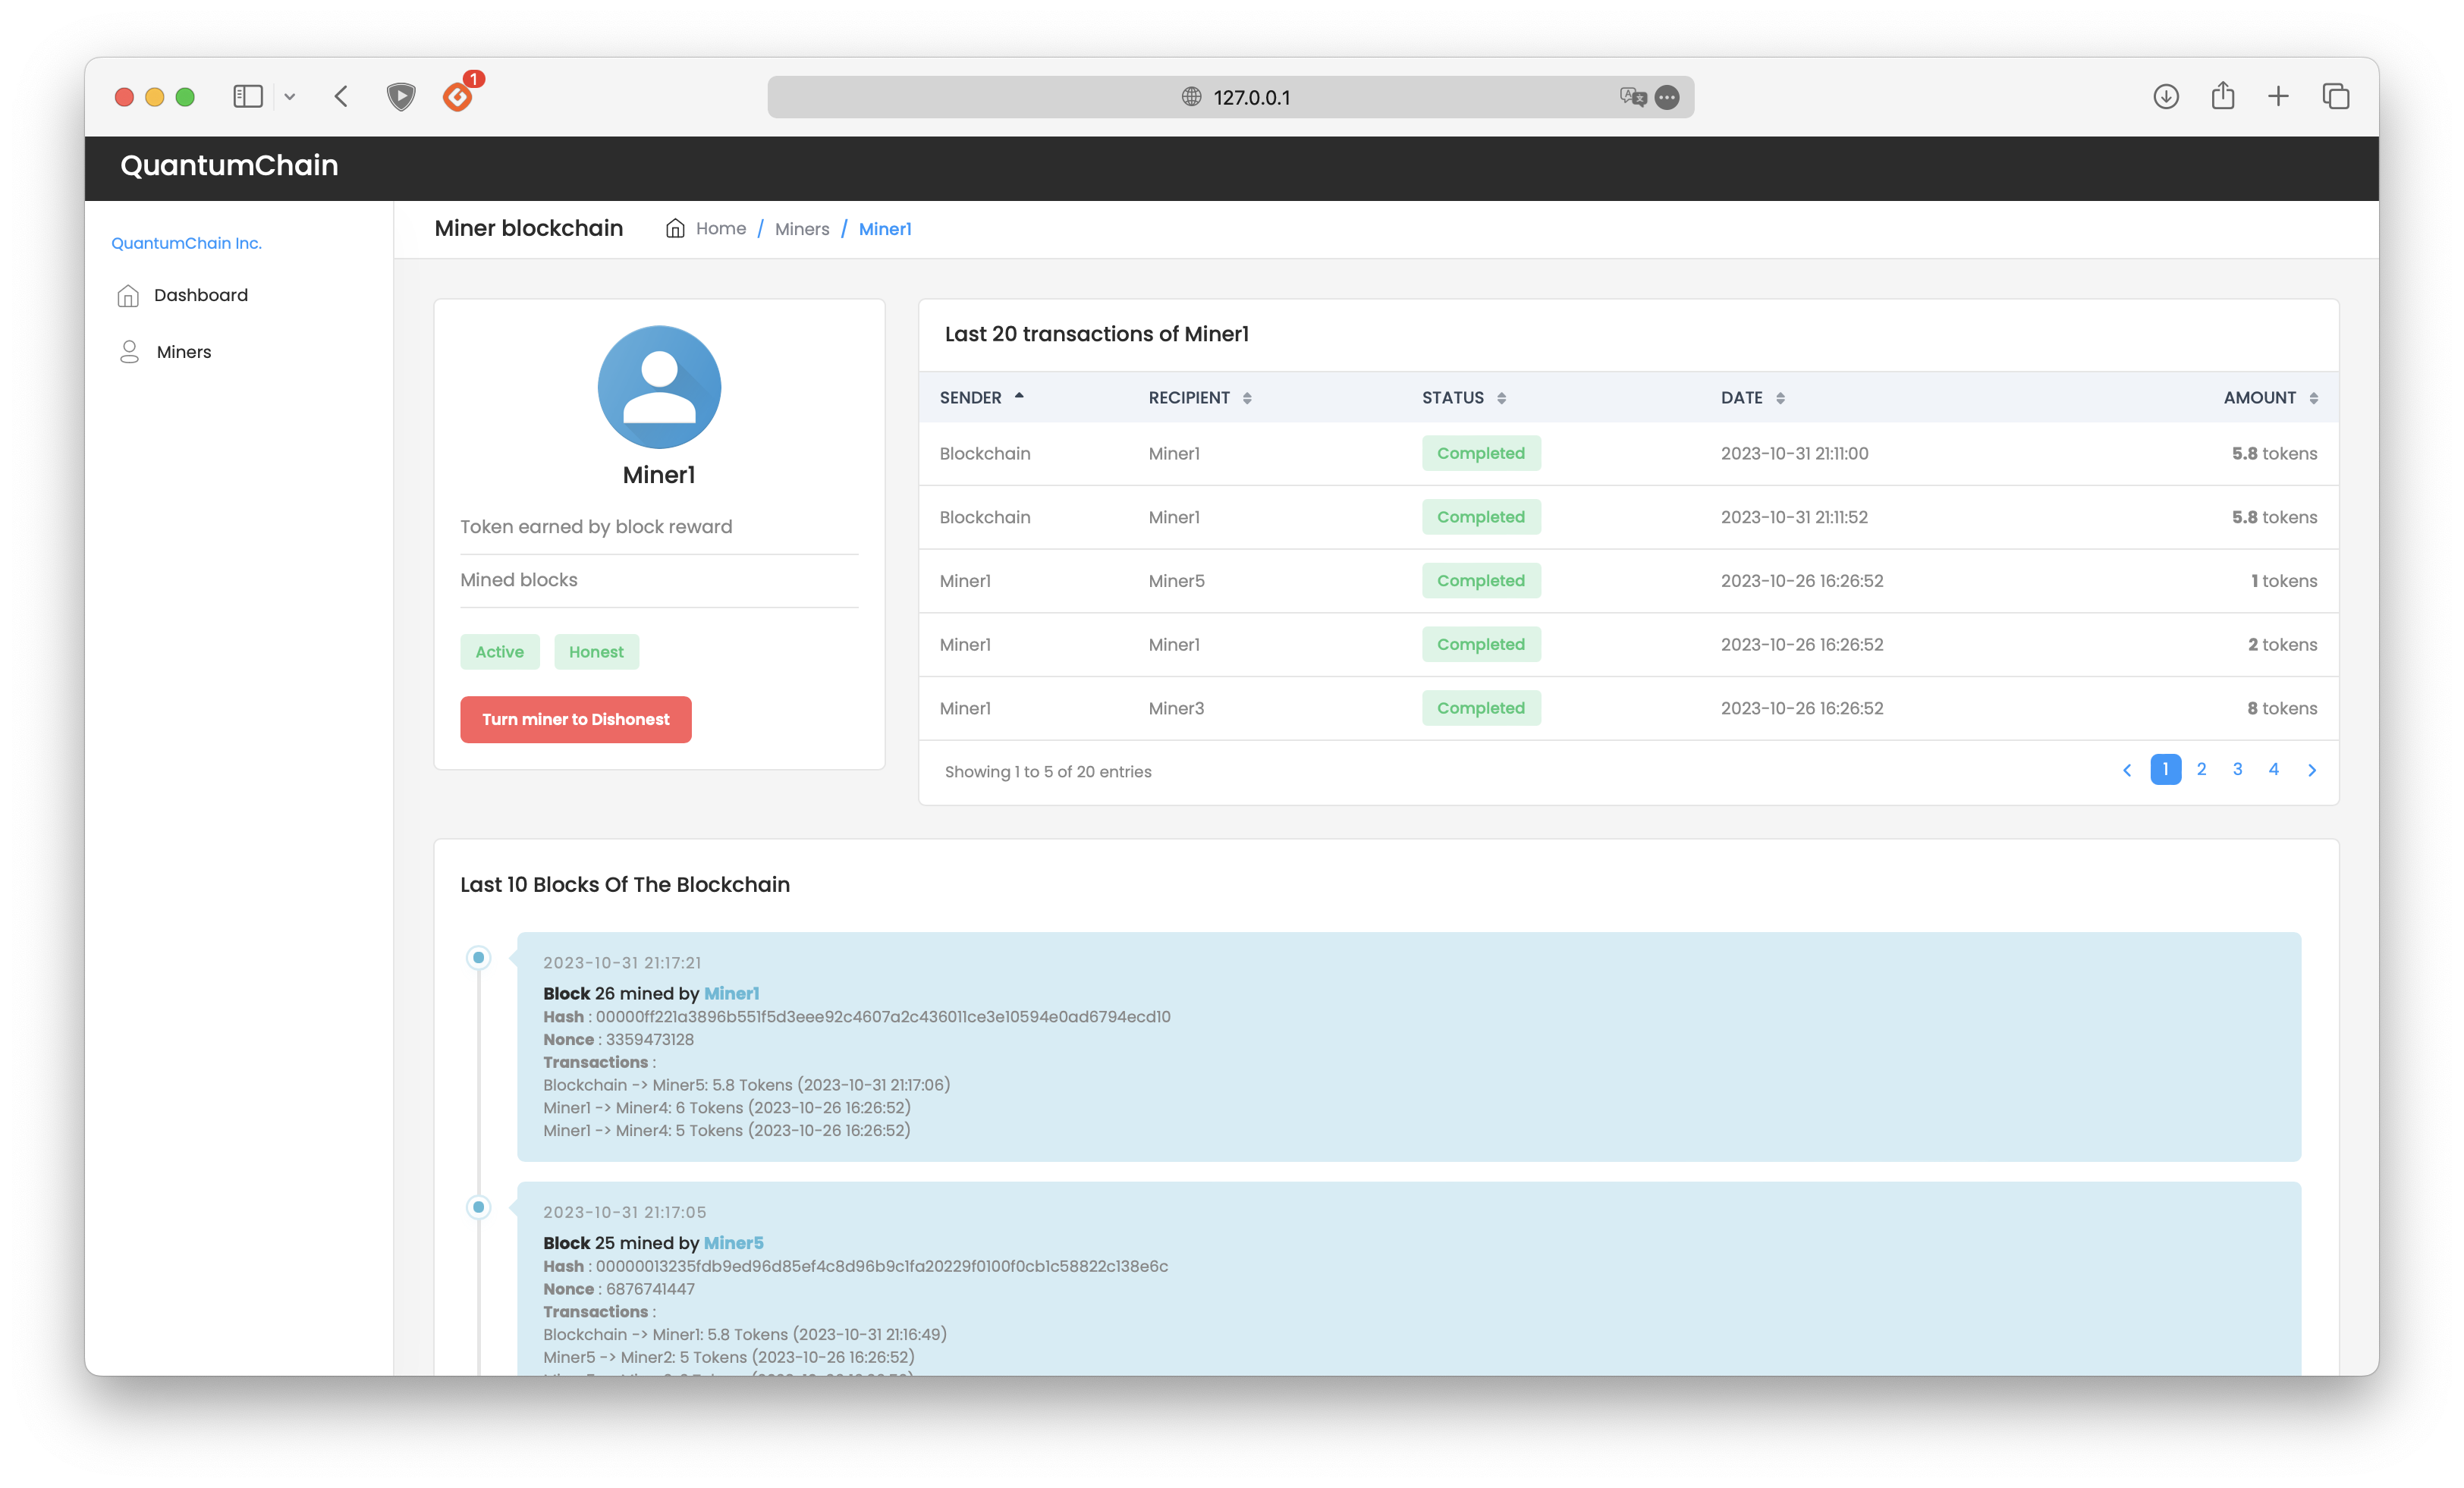 1
127.0.0.1
QuantumChain
QuantumChain Inc.
Dashboard
Miners
Miner blockchain Home / Miners / Miner1
Miner1
Token earned by block reward
Mined blocks
Active Honest
Turn miner to Dishonest
Last 20 transactions of Miner1
SENDER RECIPIENT STATUS DATE AMOUNT
Blockchain Miner1 Completed 2023-10-31 21:11:00 5.8 tokens
Blockchain Miner1 Completed 2023-10-31 21:11:52 5.8 tokens
Miner1 Miner5 Completed 2023-10-26 16:26:52 1 tokens
Miner1 Miner1 Completed 2023-10-26 16:26:52 2 tokens
Miner1 Miner3 Completed 2023-10-26 16:26:52 8 tokens
Showing 1 to 5 of 20 entries 1 2 3 4
Last 10 Blocks Of The Blockchain
2023-10-31 21:17:21
Block 26 mined by Miner1
Hash : 00000ff221a3896b551f5d3eee92c4607a2c436011ce3e10594e0ad6794ecd10
Nonce : 3359473128
Transactions :
Blockchain -> Miner5: 5.8 Tokens (2023-10-31 21:17:06)
Miner1 -> Miner4: 6 Tokens (2023-10-26 16:26:52)
Miner1 -> Miner4: 5 Tokens (2023-10-26 16:26:52)
2023-10-31 21:17:05
Block 25 mined by Miner5
Hash : 00000013235fdb9ed96d85ef4c8d96b9c1fa20229f0100f0cb1c58822c138e6c
Nonce : 6876741447
Transactions :
Blockchain -> Miner1: 5.8 Tokens (2023-10-31 21:16:49)
Miner5 -> Miner2: 5 Tokens (2023-10-26 16:26:52)